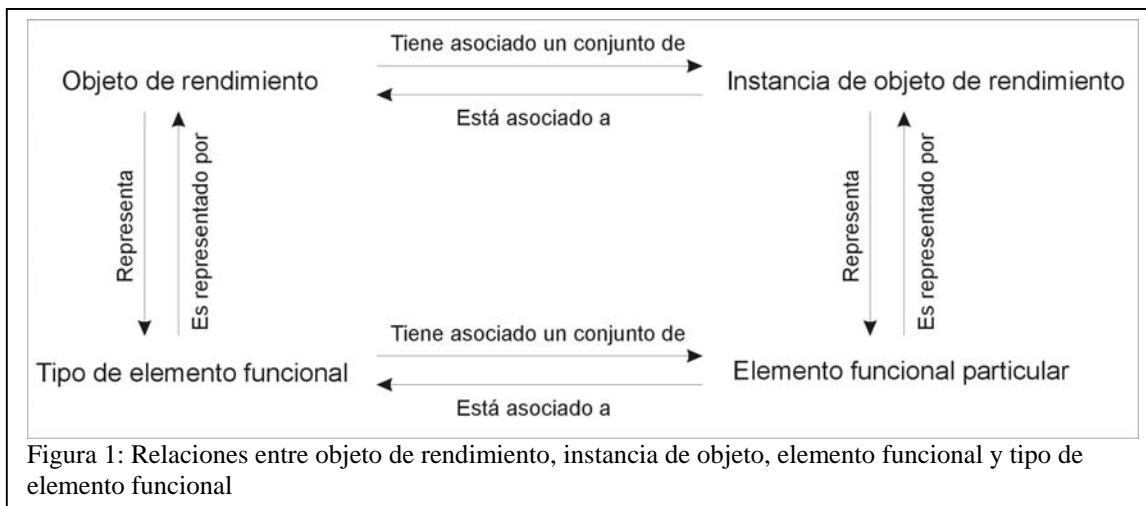 Tiene asociado un conjunto de
Objeto de rendimiento
Instancia de objeto de rendimiento
Está asociado a
Representa
Es representado por
Representa
Es representado por
Tiene asociado un conjunto de
Tipo de elemento funcional
Elemento funcional particular
Está asociado a
Figura 1: Relaciones entre objeto de rendimiento, instancia de objeto, elemento funcional y tipo de
elemento funcional